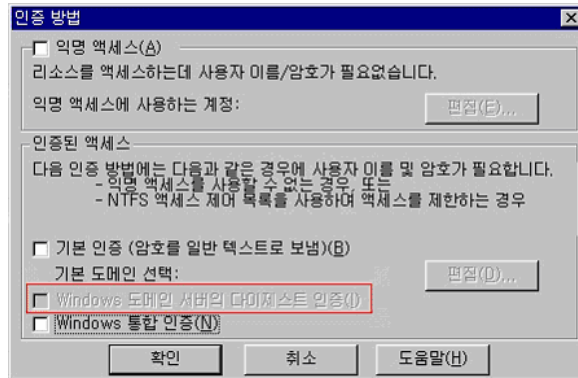 인증 방법
익명 액세스(A)
리소스를 액세스하는데 사용자 이름/암호가 필요없습니다.
익명 액세스에 사용하는 계정:
편집(E)...
인증된 액세스
다음 인증 방법에는 다음과 같은 경우에 사용자 이름 및 암호가 필요합니다.
- 익명 액세스를 사용할 수 없는 경우, 또는
- NTFS 액세스 제어 목록을 사용하여 액세스를 제한하는 경우
기본 인증 (암호를 일반 텍스트로 보냄)(B)
기본 도메인 선택:
편집(D)...
Windows 도메인 서버의 다이제스트 인증(I)
Windows 통합 인증(N)
확인 취소 도움말(H)